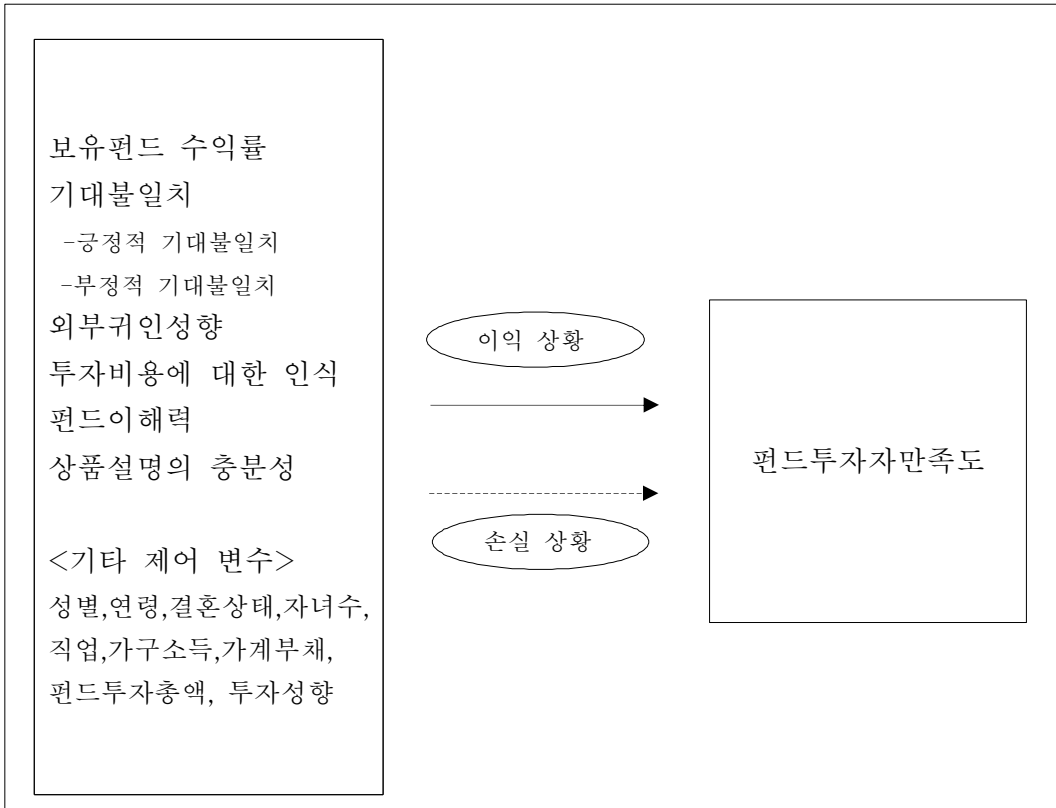 보유펀드 수익률
기대불일치
-긍정적 기대불일치
-부정적 기대불일치
외부귀인성향
투자비용에 대한 인식
펀드이해력
상품설명의 충분성
<기타 제어 변수>
성별,연령,결혼상태,자녀수,
직업,가구소득,가계부채,
펀드투자총액, 투자성향
이익 상황
손실 상황
펀드투자자만족도